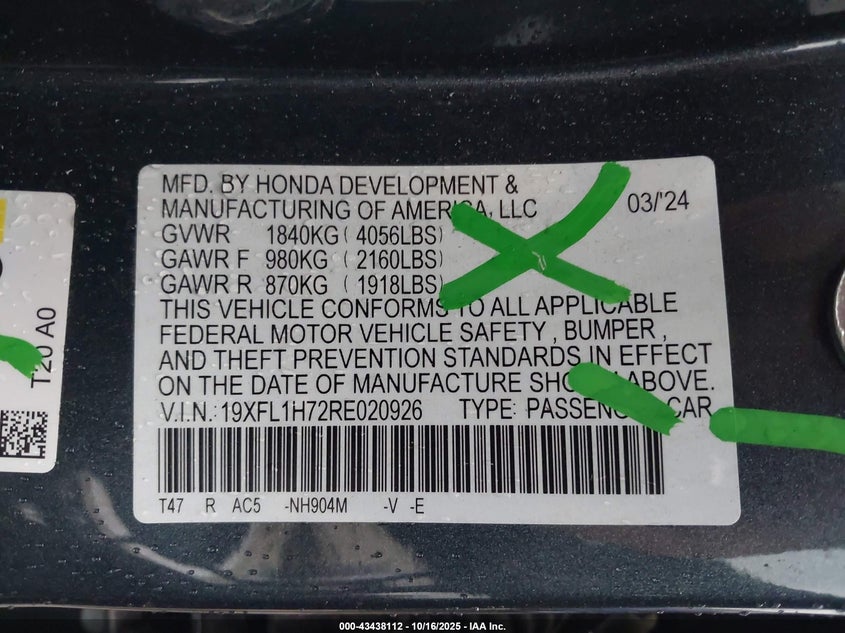 MFD. BY HONDA DEVELOPMENT &
MANUFACTURING OF AMERICA, LLC 03/'24
GVWR 1840KG ( 4056LBS)
GAWR F 980KG ( 2160LBS)
GAWR R 870KG ( 1918LBS)
THIS VEHICLE CONFORMS TO ALL APPLICABLE
FEDERAL MOTOR VEHICLE SAFETY , BUMPER ,
AND THEFT PREVENTION STANDARDS IN EFFECT
ON THE DATE OF MANUFACTURE SHOWN ABOVE.
V.I.N.: 19XFL1H72RE020926 TYPE: PASSENGER CAR
T47 R AC5 -NH904M -V -E
T20 A0
000-43438112 - 10/16/2025 - IAA Inc.